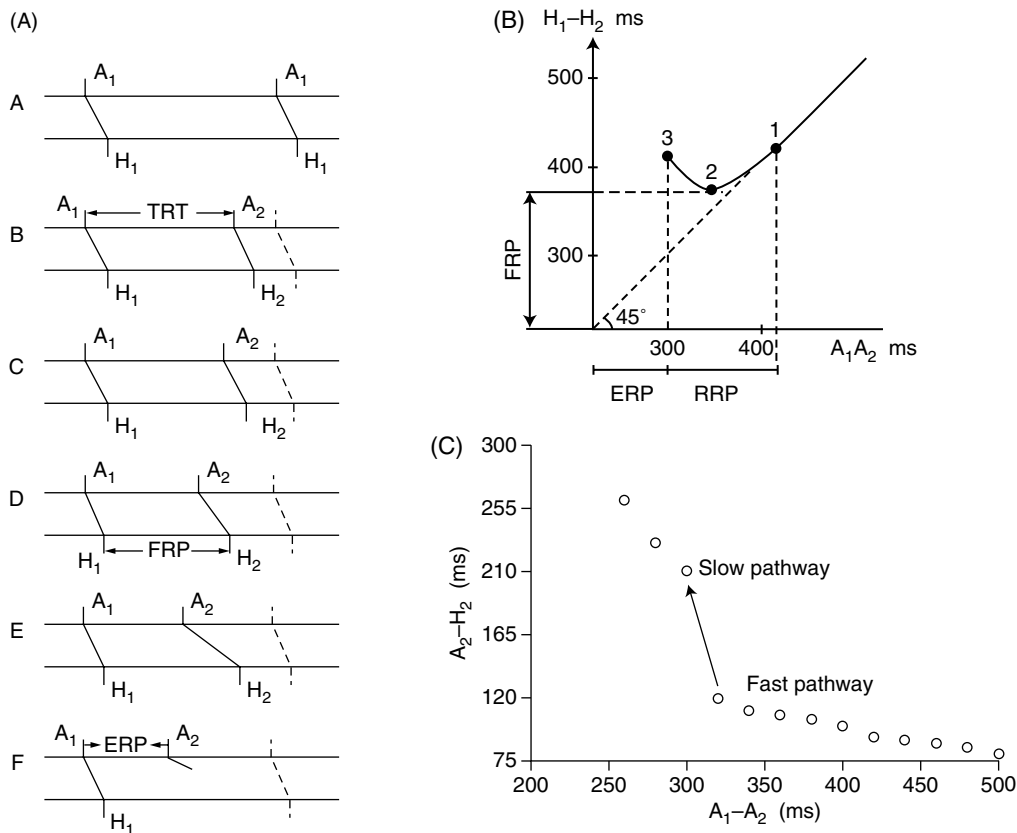 (A)
A
A1
A1
H1
H1
B
A1
TRT
A2
H1
H2
C
A1
A2
H1
H2
D
A1
A2
H1
FRP
H2
E
A1
A2
H1
H2
F
A1
ERP
A2
H1
(B)
H1–H2 ms
500
400
300
3
2
1
FRP
45°
300
400
A1A2 ms
ERP
RRP
(C)
300
255
210
165
120
75
A2–H2 (ms)
Slow pathway
Fast pathway
200
250
300
350
400
450
500
A1–A2 (ms)